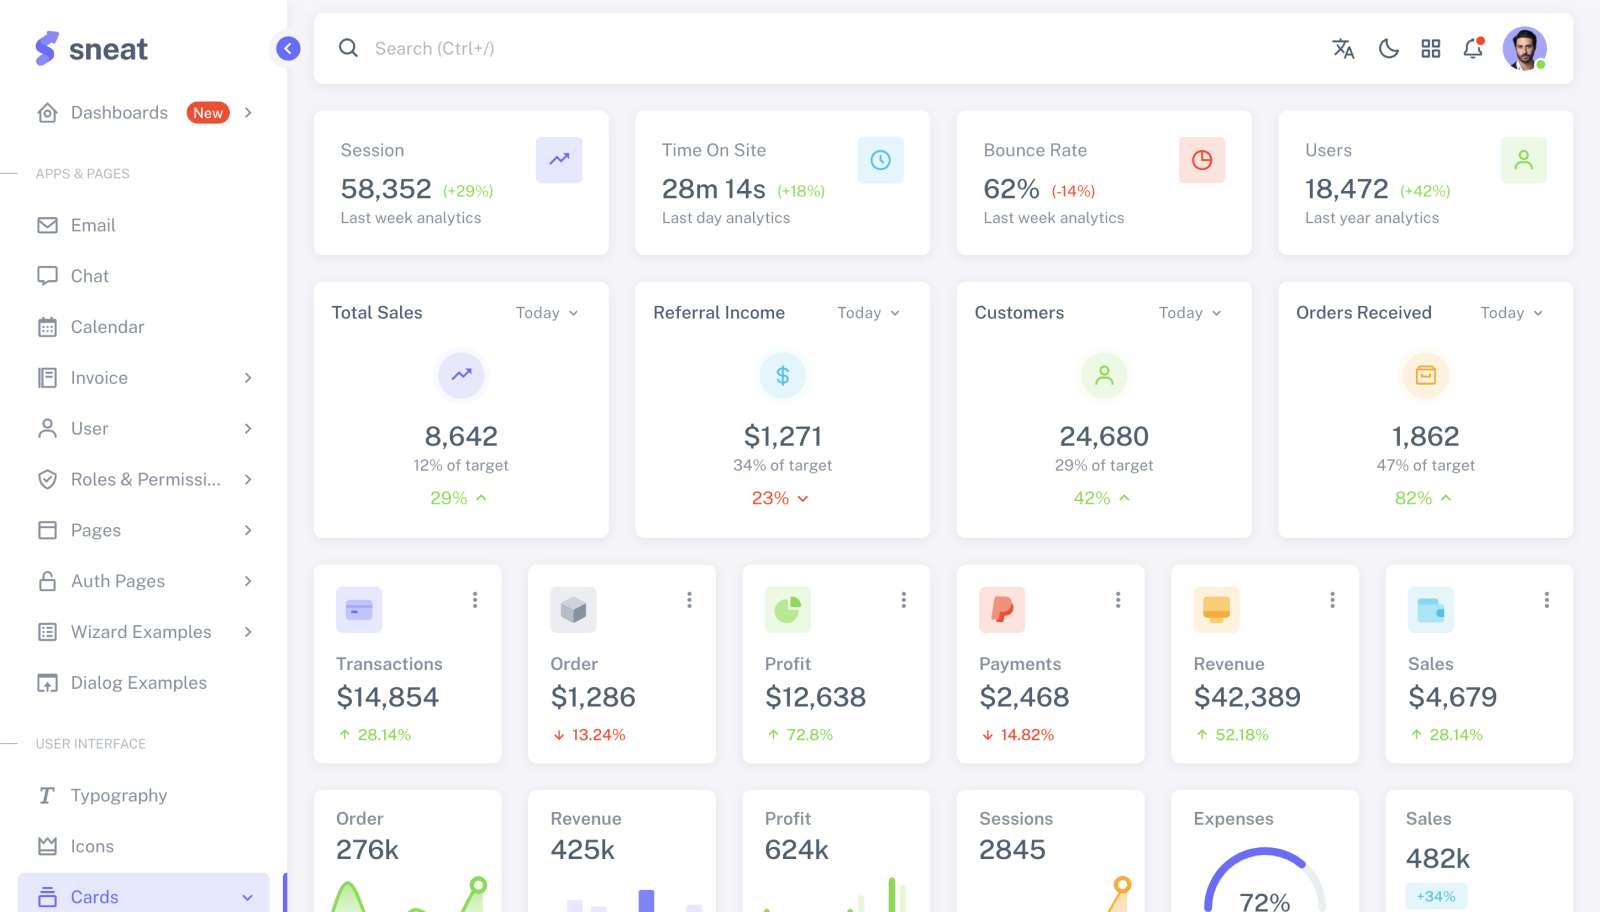 sneat
Search (Ctrl+/)
Dashboards
New
APPS & PAGES
Email
Chat
Calendar
Invoice
User
Roles & Permissi...
Pages
Auth Pages
Wizard Examples
Dialog Examples
USER INTERFACE
Typography
Icons
Cards
Session
58,352 (+29%)
Last week analytics
Time On Site
28m 14s (+18%)
Last day analytics
Bounce Rate
62% (-14%)
Last week analytics
Users
18,472 (+42%)
Last year analytics
Total Sales
Today
8,642
12% of target
29%
Referral Income
Today
$1,271
34% of target
23%
Customers
Today
24,680
29% of target
42%
Orders Received
Today
1,862
47% of target
82%
Transactions
$14,854
28.14%
Order
$1,286
13.24%
Profit
$12,638
72.8%
Payments
$2,468
14.82%
Revenue
$42,389
52.18%
Sales
$4,679
28.14%
Order
276k
Revenue
425k
Profit
624k
Sessions
2845
Expenses
72%
Sales
482k
+34%